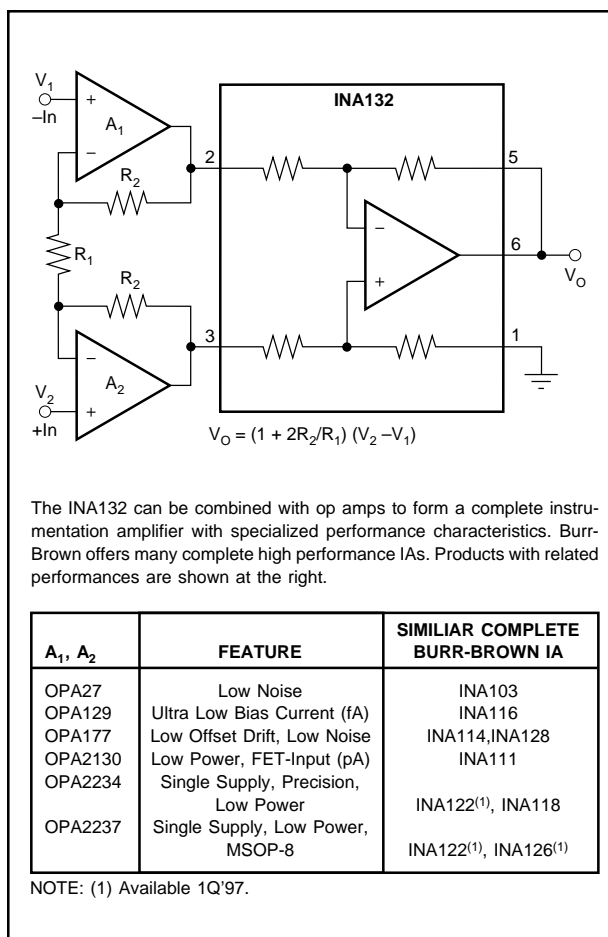 INA132
V1
–In
A1
2
5
R2
R1
6
VO
R2
3
1
A2
V2
+In
VO = (1 + 2R2/R1) (V2 –V1)
The INA132 can be combined with op amps to form a complete instru-
mentation amplifier with specialized performance characteristics. Burr-
Brown offers many complete high performance IAs. Products with related
performances are shown at the right.
A1, A2 FEATURE SIMILIAR COMPLETE
BURR-BROWN IA
OPA27 Low Noise INA103
OPA129 Ultra Low Bias Current (fA) INA116
OPA177 Low Offset Drift, Low Noise INA114,INA128
OPA2130 Low Power, FET-Input (pA) INA111
OPA2234 Single Supply, Precision,
Low Power INA122(1), INA118
OPA2237 Single Supply, Low Power,
MSOP-8 INA122(1), INA126(1)
NOTE: (1) Available 1Q'97.